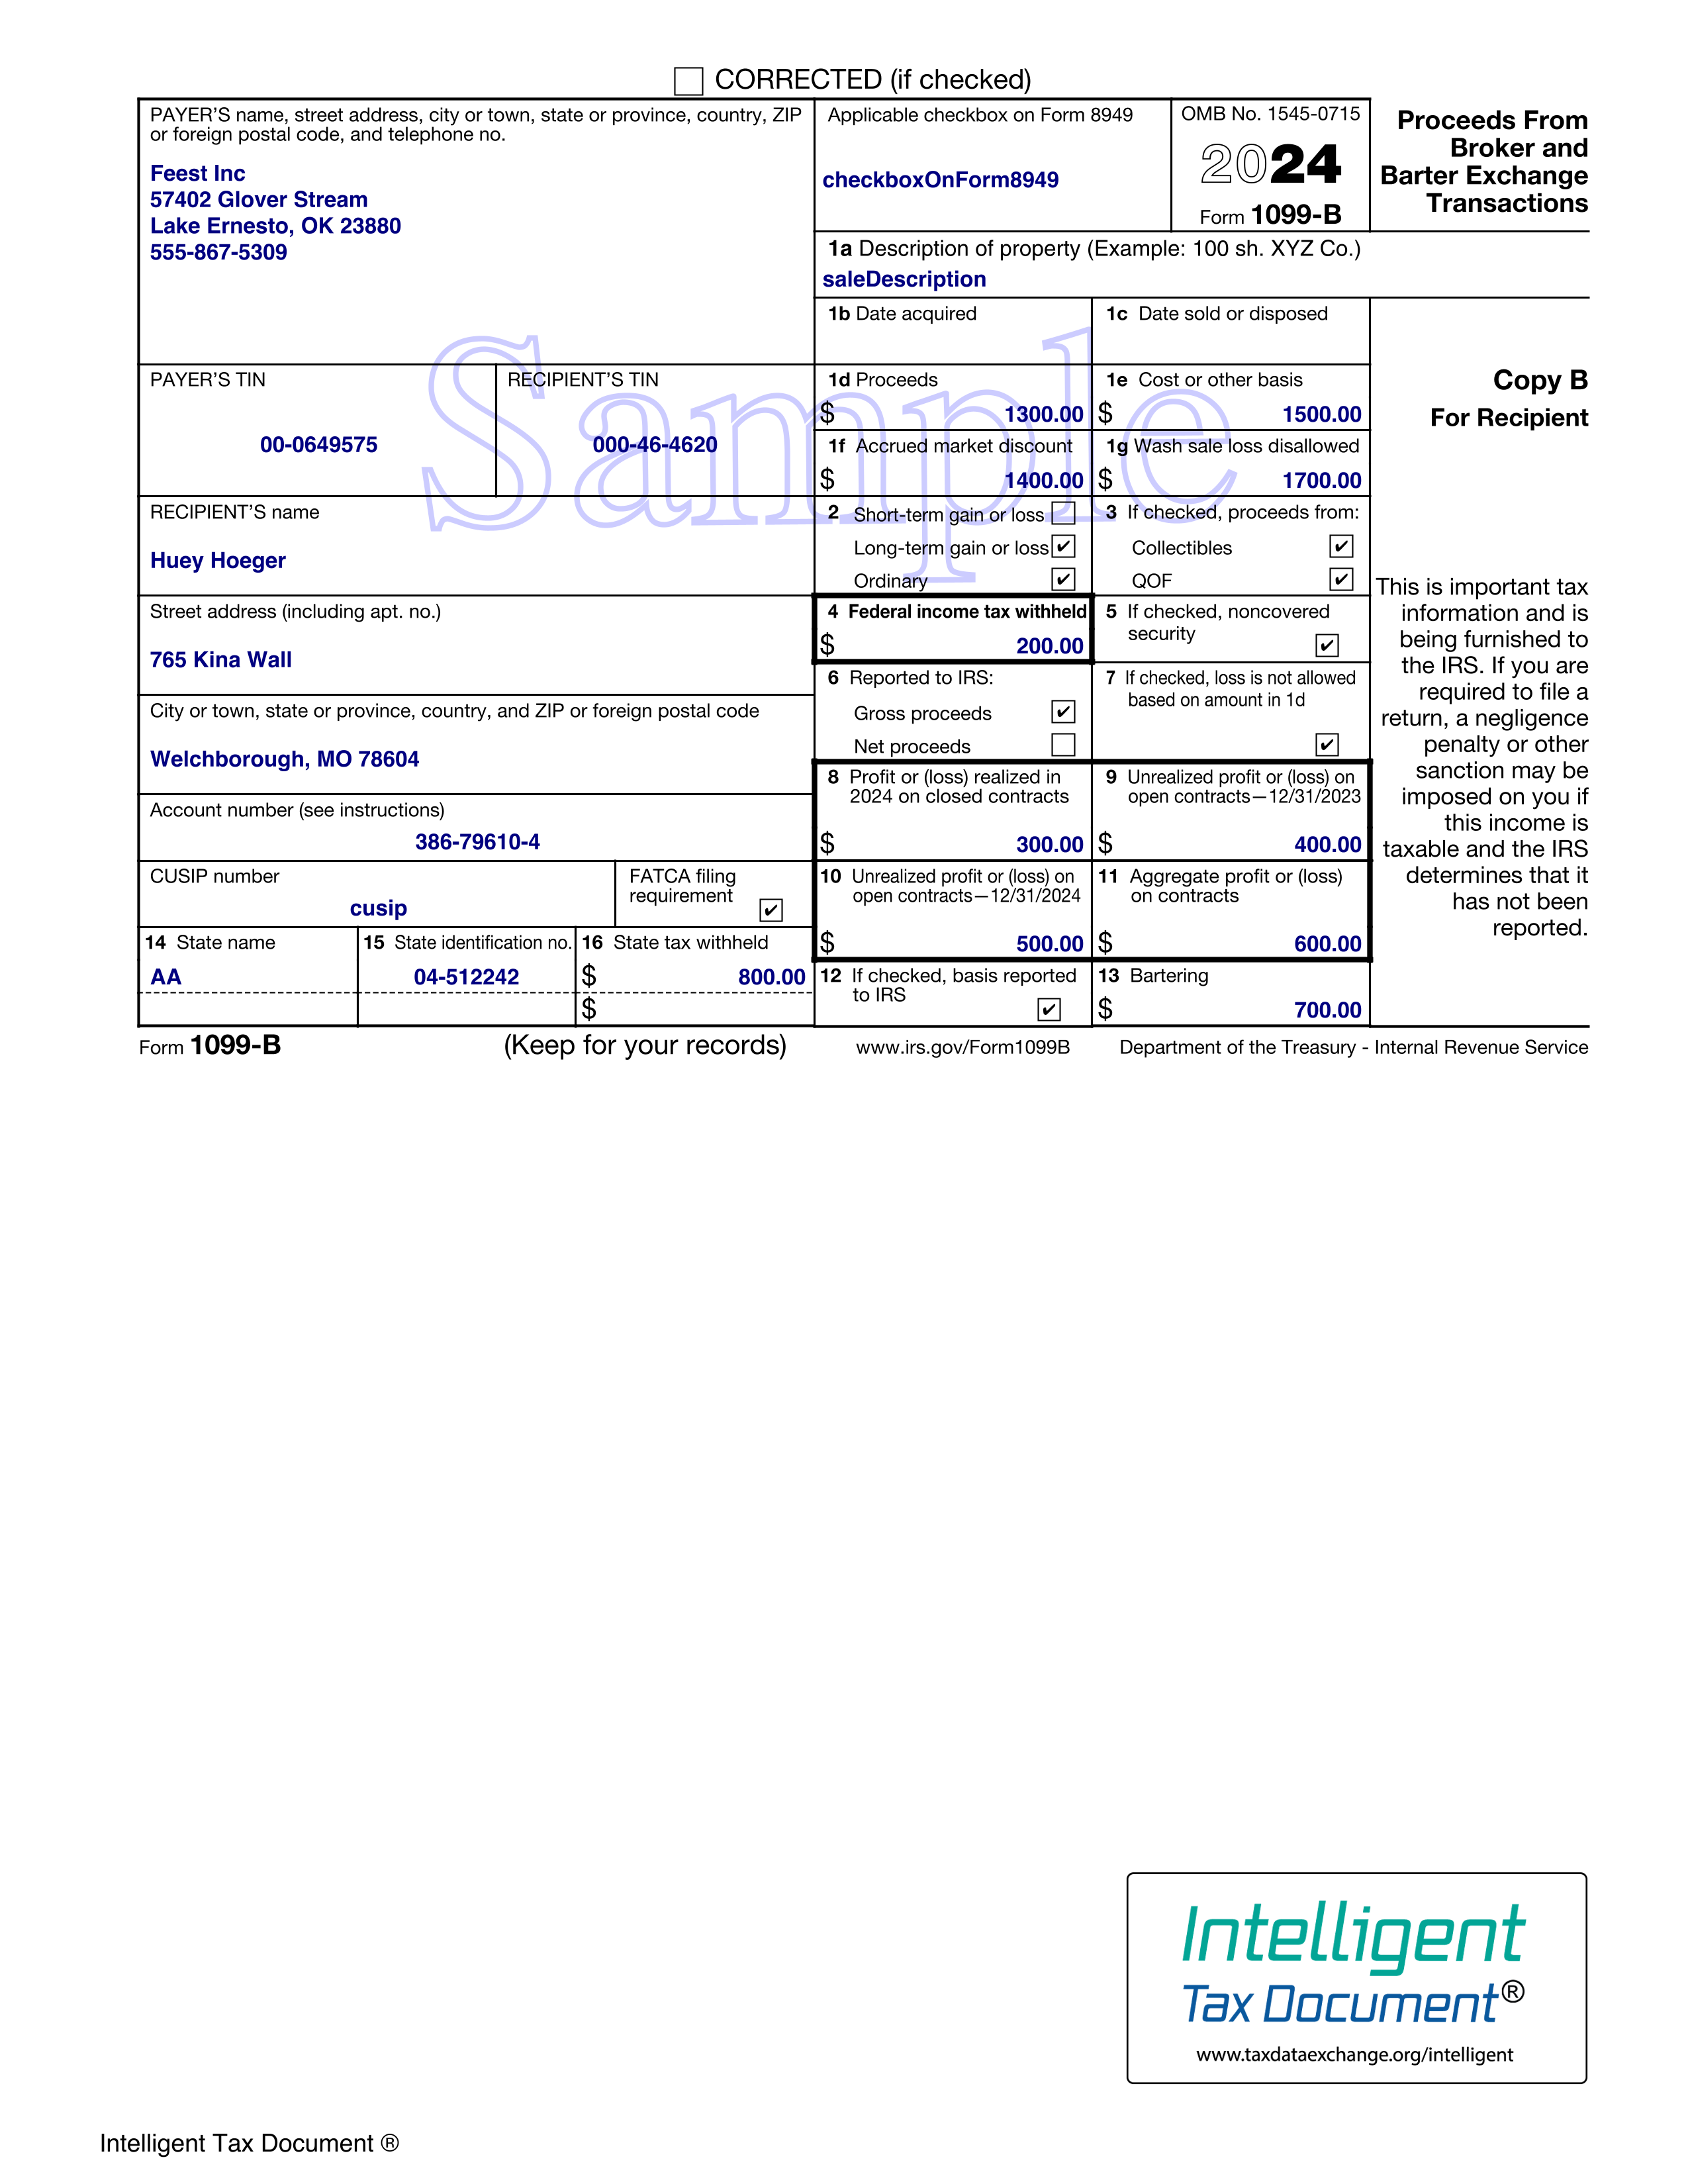 CORRECTED (if checked)
PAYER'S name, street address, city or town, state or province, country, ZIP
or foreign postal code, and telephone no.
Feest Inc
57402 Glover Stream
Lake Ernesto, OK 23880
555-867-5309
Applicable checkbox on Form 8949
checkboxOnForm8949
OMB No. 1545-0715
2024
Form 1099-B
Proceeds From
Broker and
Barter Exchange
Transactions
1a Description of property (Example: 100 sh. XYZ Co.)
saleDescription
1b Date acquired
1c Date sold or disposed
PAYER'S TIN
00-0649575
RECIPIENT'S TIN
000-46-4620
1d Proceeds
$ 1300.00
1e Cost or other basis
$ 1500.00
Copy B
For Recipient
1f Accrued market discount
$ 1400.00
1g Wash sale loss disallowed
$ 1700.00
Sample
RECIPIENT'S name
Huey Hoeger
2 Short-term gain or loss
Long-term gain or loss ✔
Ordinary ✔
3 If checked, proceeds from:
Collectibles ✔
QOF ✔
Street address (including apt. no.)
765 Kina Wall
4 Federal income tax withheld
$ 200.00
5 If checked, noncovered
security ✔
City or town, state or province, country, and ZIP or foreign postal code
Welchborough, MO 78604
6 Reported to IRS:
Gross proceeds ✔
Net proceeds
7 If checked, loss is not allowed
based on amount in 1d
✔
Account number (see instructions)
386-79610-4
8 Profit or (loss) realized in
2024 on closed contracts
$ 300.00
9 Unrealized profit or (loss) on
open contracts—12/31/2023
$ 400.00
CUSIP number
cusip
FATCA filing
requirement ✔
10 Unrealized profit or (loss) on
open contracts—12/31/2024
$ 500.00
11 Aggregate profit or (loss)
on contracts
$ 600.00
14 State name
AA
15 State identification no.
04-512242
16 State tax withheld
$ 800.00
$
12 If checked, basis reported
to IRS ✔
13 Bartering
$ 700.00
This is important tax
information and is
being furnished to
the IRS. If you are
required to file a
return, a negligence
penalty or other
sanction may be
imposed on you if
this income is
taxable and the IRS
determines that it
has not been
reported.
Form 1099-B
(Keep for your records)
www.irs.gov/Form1099B
Department of the Treasury - Internal Revenue Service
Intelligent
Tax Document®
www.taxdataexchange.org/intelligent
Intelligent Tax Document ®